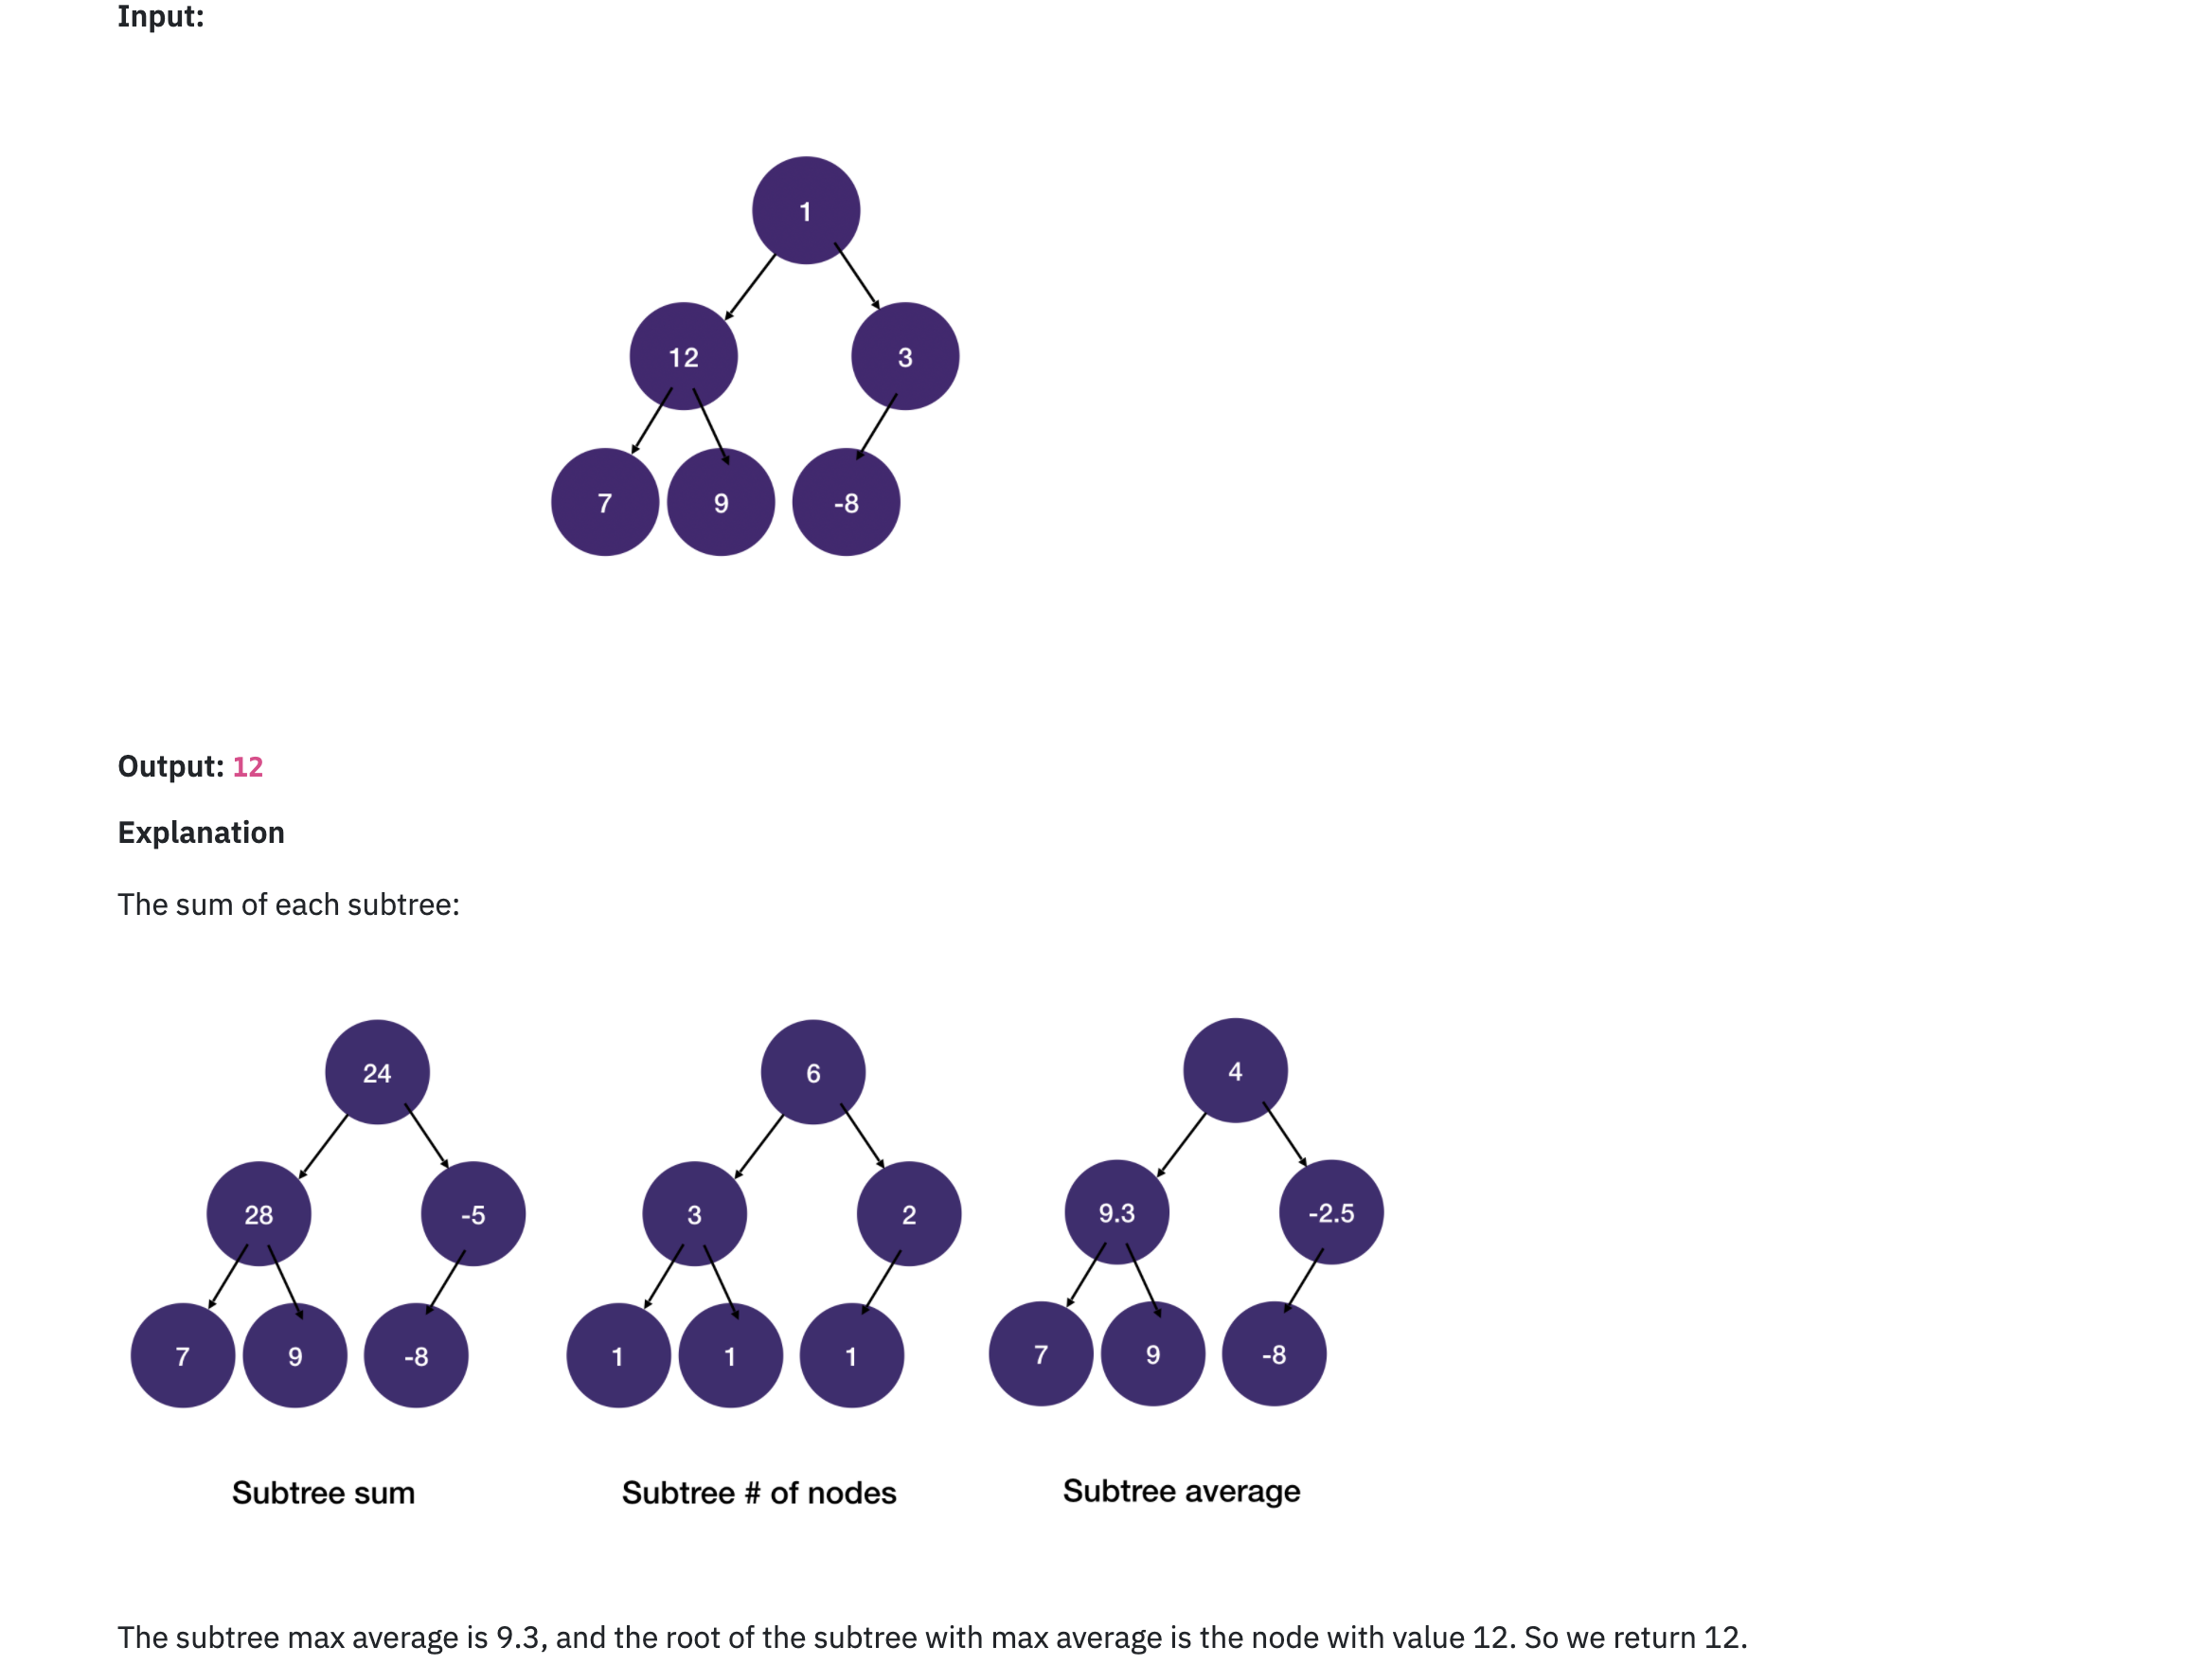 Input:
1
12 3
7 9 -8
Output: 12
Explanation
The sum of each subtree:
24 6 4
28 -5 3 2 9.3 -2.5
7 9 -8 1 1 1 7 9 -8
Subtree sum Subtree # of nodes Subtree average
The subtree max average is 9.3, and the root of the subtree with max average is the node with value 12. So we return 12.